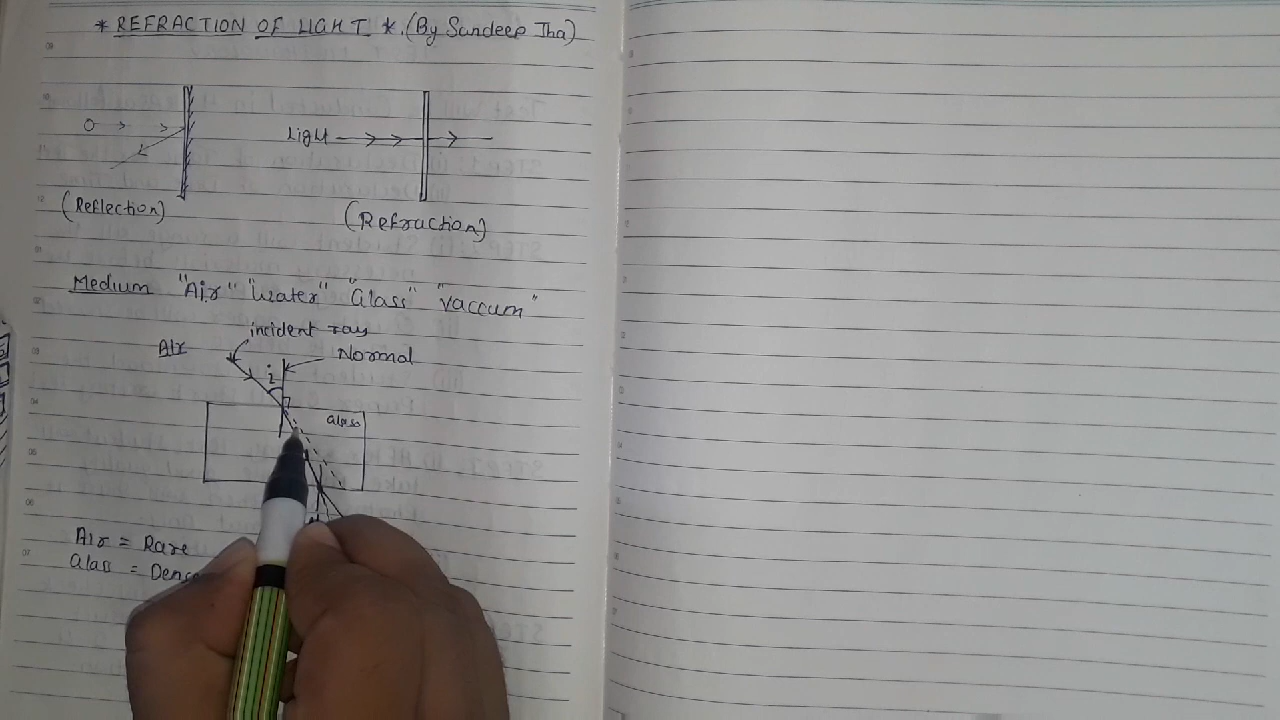 * REFRACTION OF LIGHT *. (By Sandeep Jha)
O
Light
(Reflection)
(Refraction)
Medium "Air" "Water" "Glass" "Vaccum"
incident ray
Air
Normal
i
Glass
Air = Rare
Glass = Dense